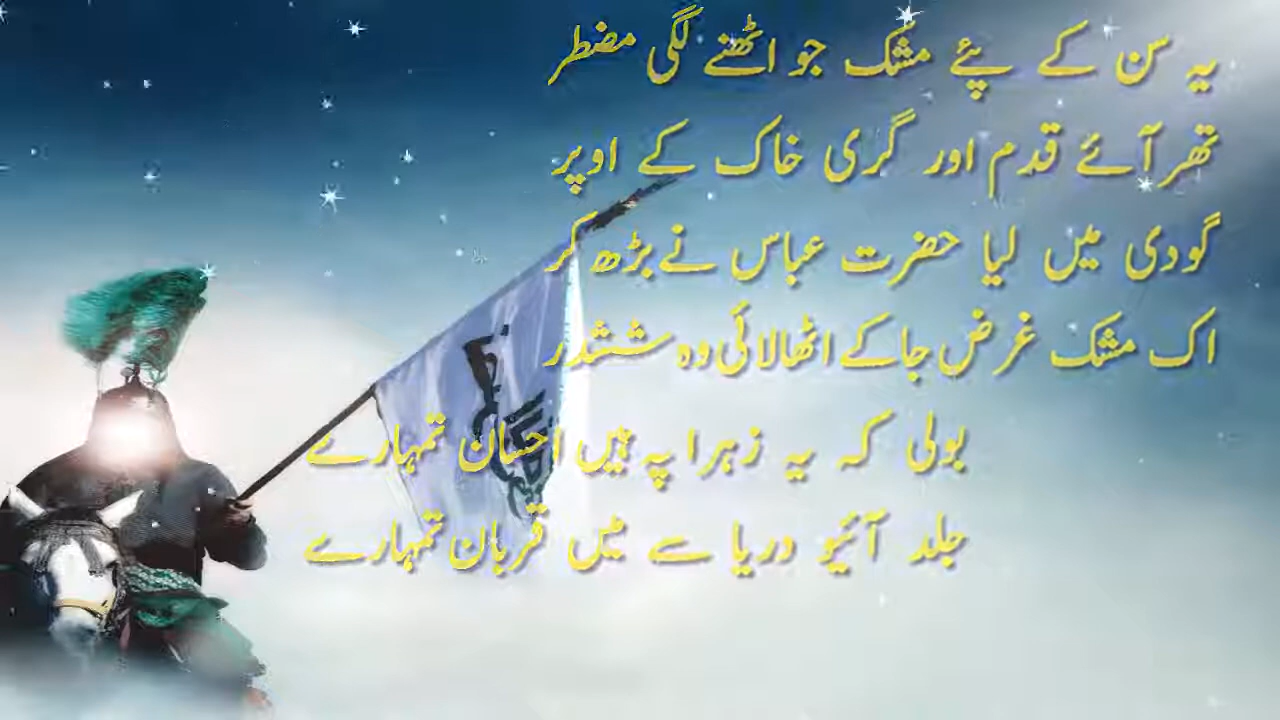 یہ سن کے پئے مشک جو اٹھنے لگی مضطر
تھر آئے قدم اور گری خاک کے اوپر
گودی میں لیا حضرت عباس نے بڑھ کر
اک مشک غرض جا کے اٹھا لائی وہ ششدر
بولی کہ یہ زہرا پہ ہیں احسان تمہارے
جلد آئیو دریا سے میں قربان تمہارے